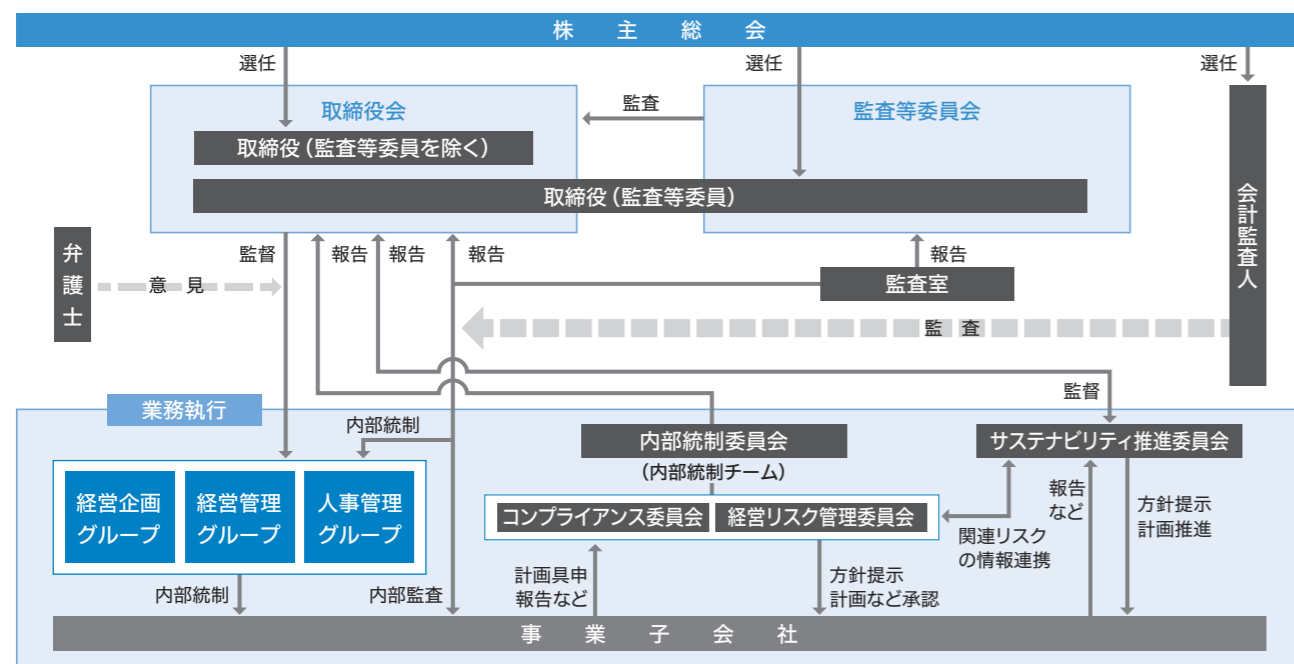 株主総会
選任
選任
選任
取締役会
監査
監査等委員会
取締役（監査等委員を除く）
取締役（監査等委員）
会計監査人
弁護士
意見
監督
報告
報告
報告
報告
監査室
監査
監督
業務執行
内部統制
内部統制委員会
（内部統制チーム）
サステナビリティ推進委員会
経営企画
グループ
経営管理
グループ
人事管理
グループ
コンプライアンス委員会
経営リスク管理委員会
関連リスク
の情報連携
報告
など
方針提示
計画推進
内部統制
内部監査
計画具申
報告など
方針提示
計画など承認
事業子会社